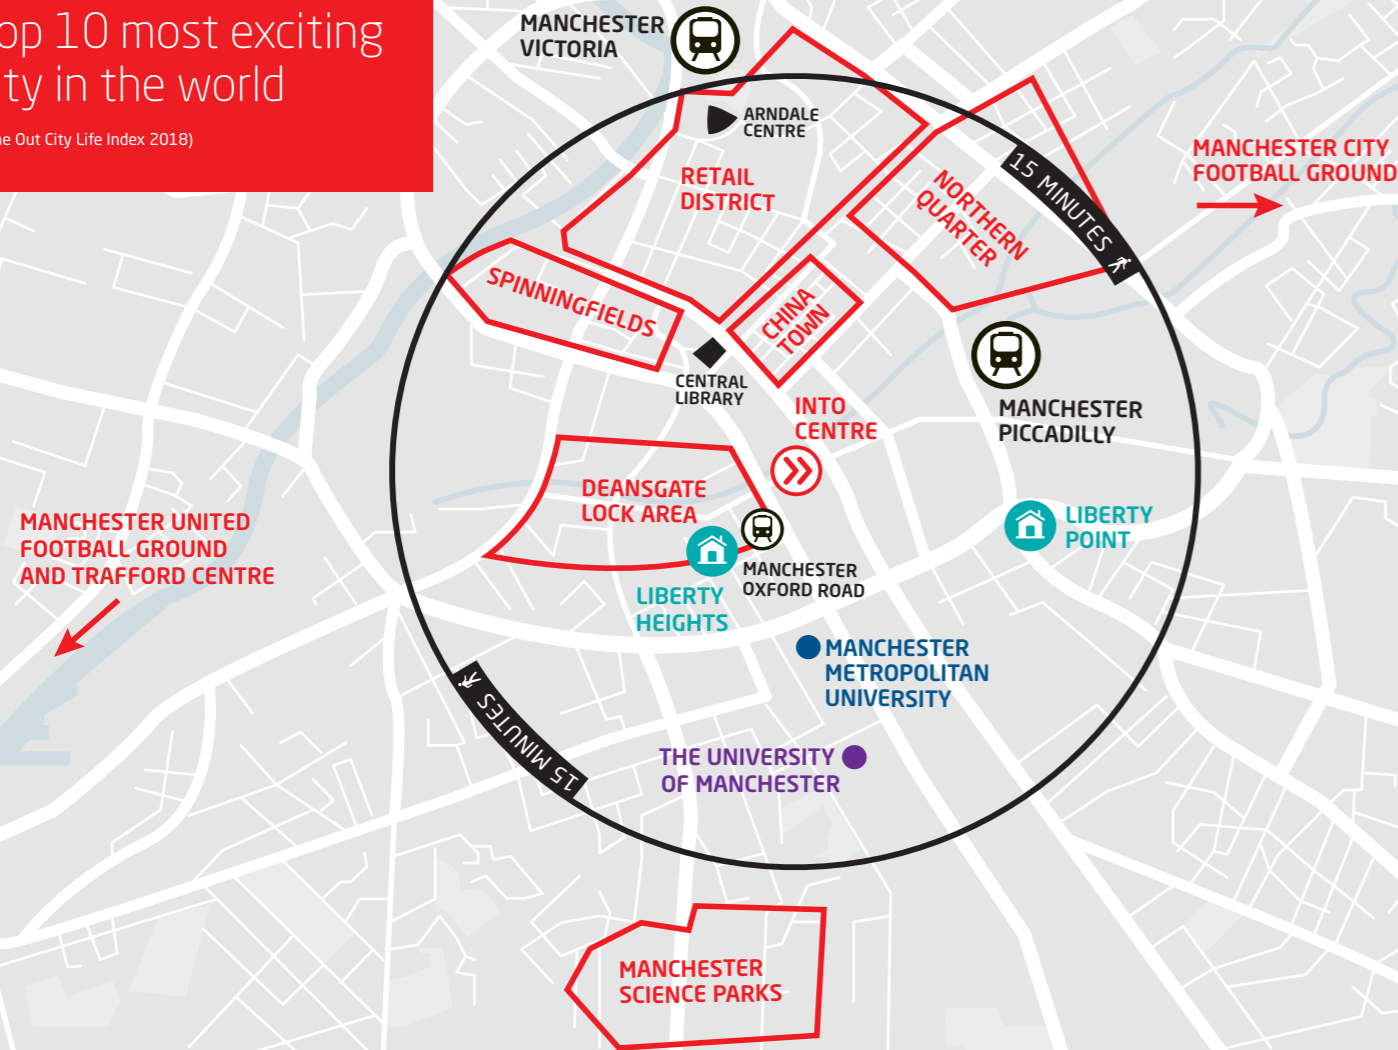 op 10 most exciting
ty in the world
e Out City Life Index 2018)
MANCHESTER
VICTORIA
ARNDALE
CENTRE
RETAIL
DISTRICT
NORTHERN
QUARTER
15 MINUTES
MANCHESTER CITY
FOOTBALL GROUND
SPINNINGFIELDS
CHINA
TOWN
CENTRAL
LIBRARY
INTO
CENTRE
MANCHESTER
PICCADILLY
DEANSGATE
LOCK AREA
MANCHESTER
OXFORD ROAD
LIBERTY
HEIGHTS
LIBERTY
POINT
MANCHESTER UNITED
FOOTBALL GROUND
AND TRAFFORD CENTRE
MANCHESTER
METROPOLITAN
UNIVERSITY
15 MINUTES
THE UNIVERSITY
OF MANCHESTER
MANCHESTER
SCIENCE PARKS